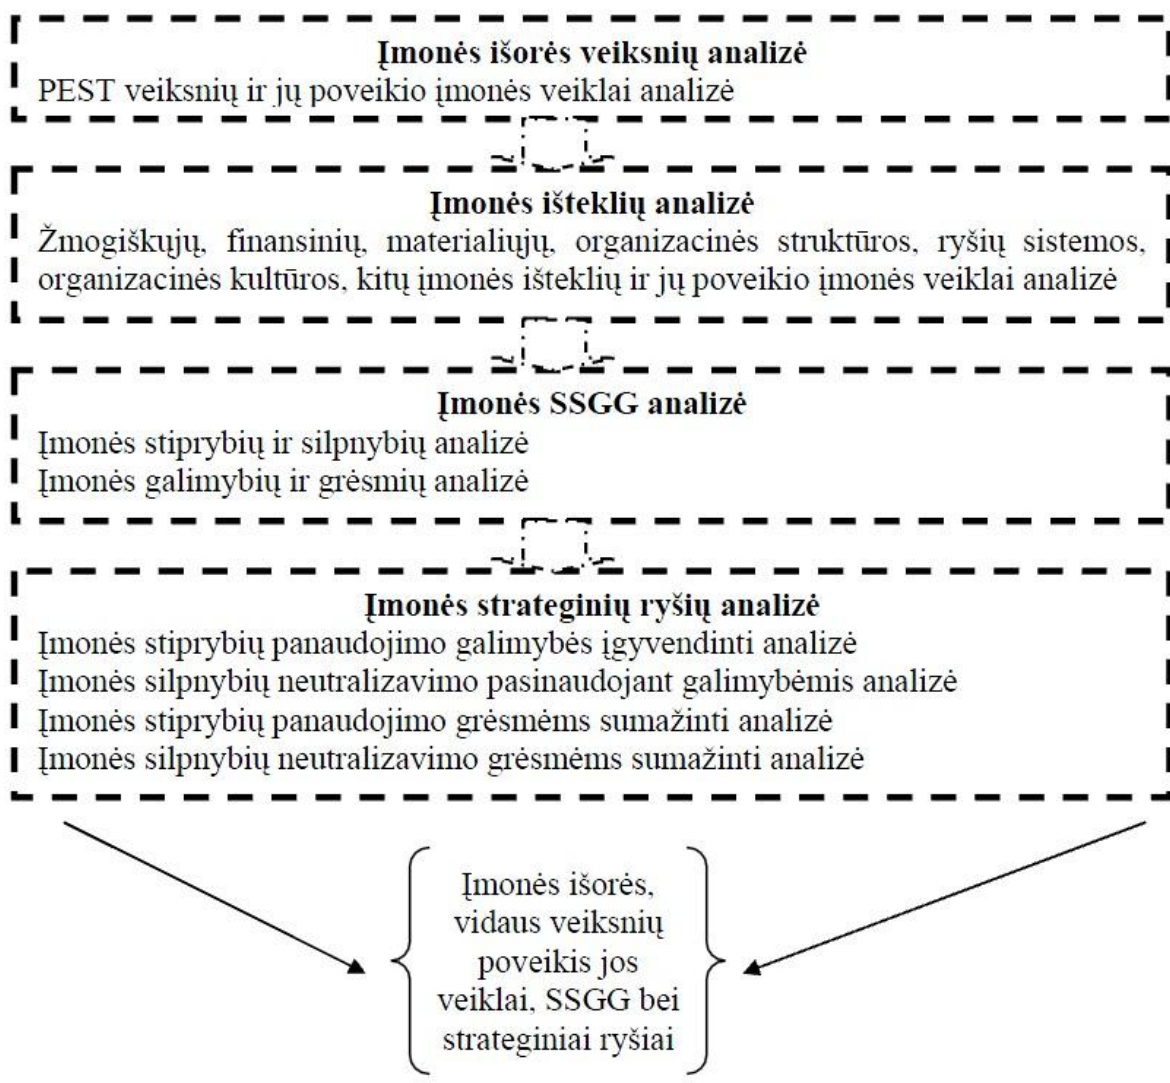 Įmonės išorės veiksnių analizė
PEST veiksnių ir jų poveikio įmonės veiklai analizė
Įmonės išteklių analizė
Žmogiškųjų, finansinių, materialiųjų, organizacinės struktūros, ryšių sistemos,
organizacinės kultūros, kitų įmonės išteklių ir jų poveikio įmonės veiklai analizė
Įmonės SSGG analizė
Įmonės stiprybių ir silpnybių analizė
Įmonės galimybių ir grėsmių analizė
Įmonės strateginių ryšių analizė
Įmonės stiprybių panaudojimo galimybės įgyvendinti analizė
Įmonės silpnybių neutralizavimo pasinaudojant galimybėmis analizė
Įmonės stiprybių panaudojimo grėsmėms sumažinti analizė
Įmonės silpnybių neutralizavimo grėsmėms sumažinti analizė
Įmonės išorės,
vidaus veiksnių
poveikis jos
veiklai, SSGG bei
strateginiai ryšiai